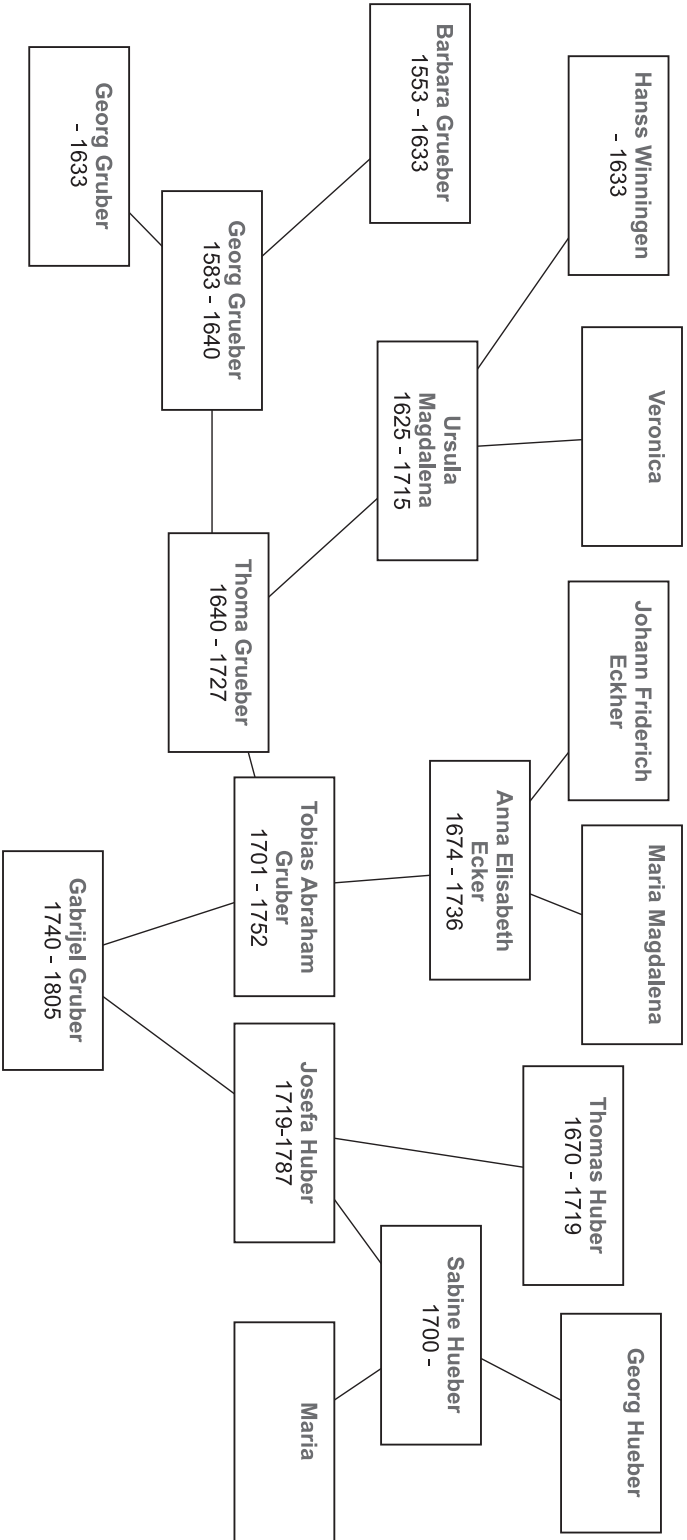 Hanss Winningen
- 1633
Veronica
Johann Friderich
Eckher
Maria Magdalena
Thomas Huber
1670 - 1719
Georg Hueber
Barbara Grueber
1553 - 1633
Ursula
Magdalena
1625 - 1715
Anna Elisabeth
Ecker
1674 - 1736
Sabine Hueber
1700 -
Georg Grueber
1583 - 1640
Thoma Grueber
1640 - 1727
Tobias Abraham
Gruber
1701 - 1752
Josefa Huber
1719-1787
Maria
Georg Gruber
- 1633
Gabrijel Gruber
1740 - 1805